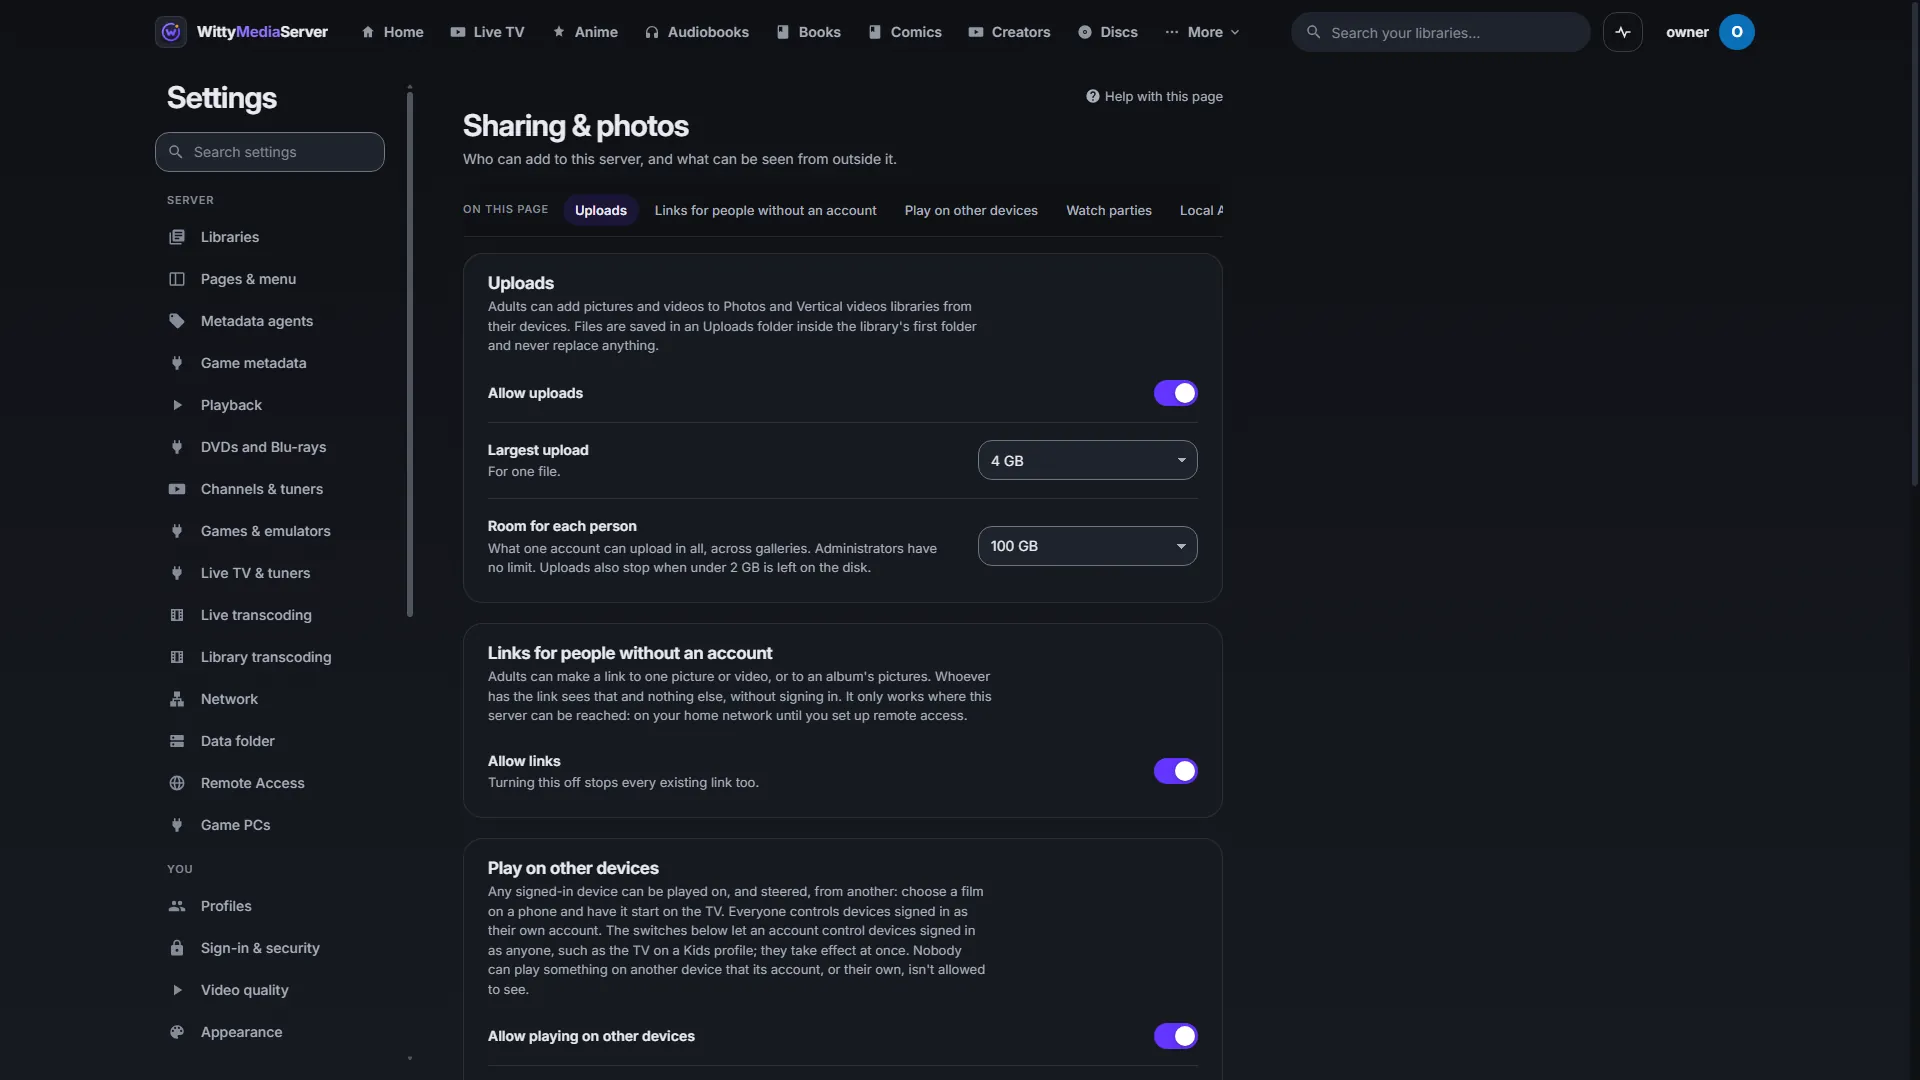 WittyMediaServer
Home
Live TV
Anime
Audiobooks
Books
Comics
Creators
Discs
More
Search your libraries...
owner
O
Settings
Search settings
SERVER
Libraries
Pages & menu
Metadata agents
Game metadata
Playback
DVDs and Blu-rays
Channels & tuners
Games & emulators
Live TV & tuners
Live transcoding
Library transcoding
Network
Data folder
Remote Access
Game PCs
YOU
Profiles
Sign-in & security
Video quality
Appearance
Help with this page
Sharing & photos
Who can add to this server, and what can be seen from outside it.
ON THIS PAGE
Uploads
Links for people without an account
Play on other devices
Watch parties
Local A
Uploads
Adults can add pictures and videos to Photos and Vertical videos libraries from
their devices. Files are saved in an Uploads folder inside the library's first folder
and never replace anything.
Allow uploads
Largest upload
For one file.
4 GB
Room for each person
What one account can upload in all, across galleries. Administrators have
no limit. Uploads also stop when under 2 GB is left on the disk.
100 GB
Links for people without an account
Adults can make a link to one picture or video, or to an album's pictures. Whoever
has the link sees that and nothing else, without signing in. It only works where this
server can be reached: on your home network until you set up remote access.
Allow links
Turning this off stops every existing link too.
Play on other devices
Any signed-in device can be played on, and steered, from another: choose a film
on a phone and have it start on the TV. Everyone controls devices signed in as
their own account. The switches below let an account control devices signed in
as anyone, such as the TV on a Kids profile; they take effect at once. Nobody
can play something on another device that its account, or their own, isn't allowed
to see.
Allow playing on other devices